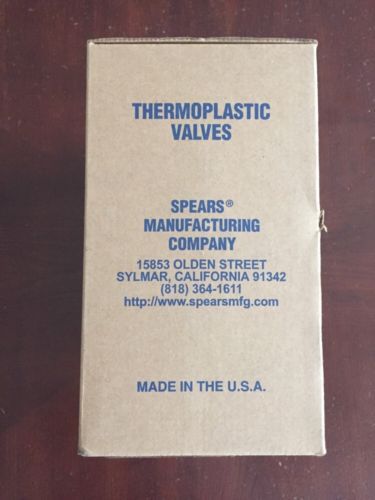 THERMOPLASTIC
VALVES
SPEARS®
MANUFACTURING
COMPANY
15853 OLDEN STREET
SYLMAR, CALIFORNIA 91342
(818) 364-1611
http://www.spearsmfg.com
MADE IN THE U.S.A.